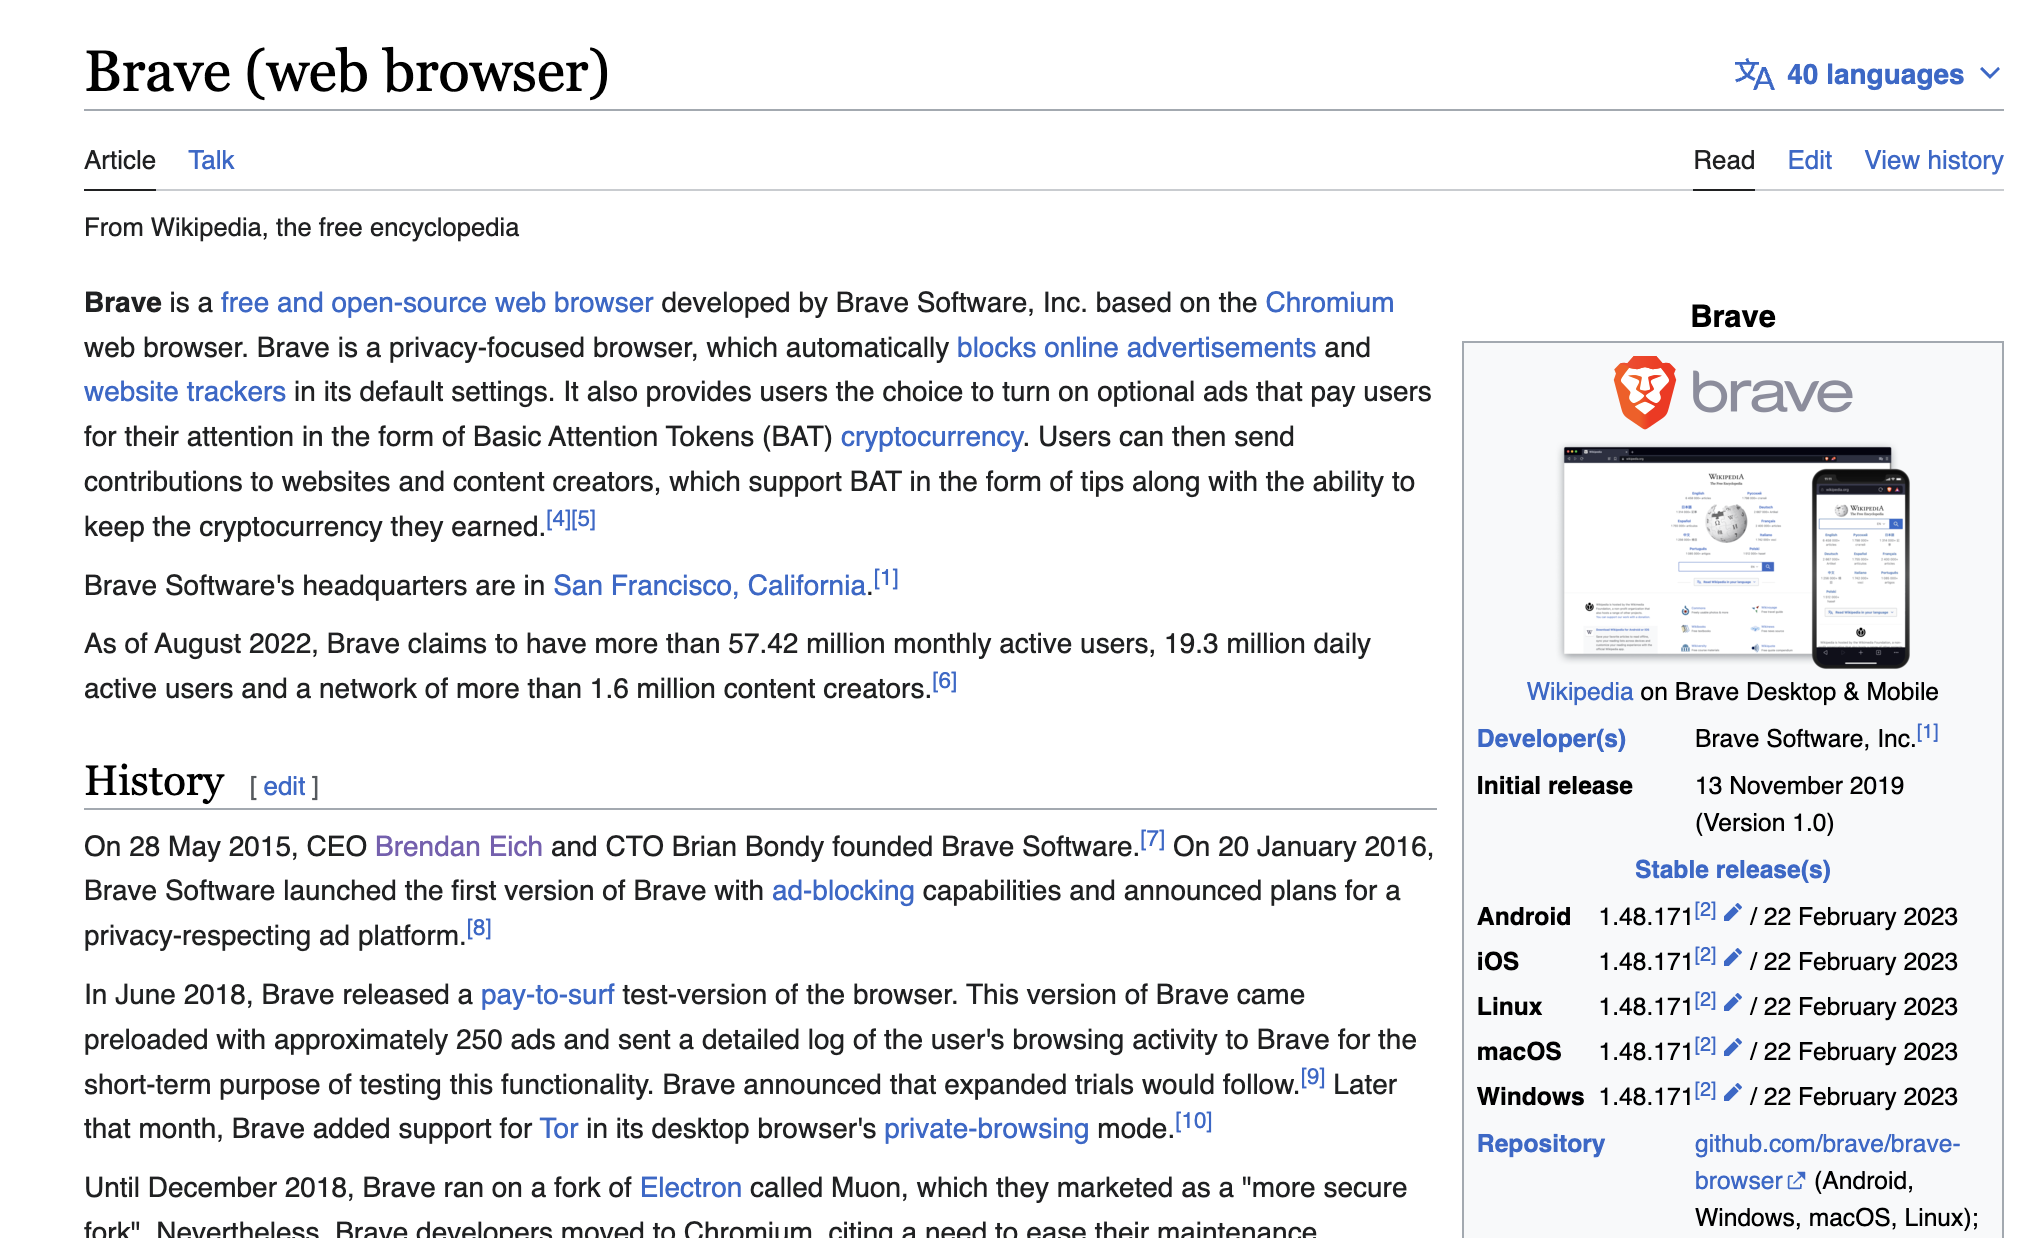 Brave (web browser)
40 languages
Article Talk
Read Edit View history
From Wikipedia, the free encyclopedia
Brave is a free and open-source web browser developed by Brave Software, Inc. based on the Chromium
web browser. Brave is a privacy-focused browser, which automatically blocks online advertisements and
website trackers in its default settings. It also provides users the choice to turn on optional ads that pay users
for their attention in the form of Basic Attention Tokens (BAT) cryptocurrency. Users can then send
contributions to websites and content creators, which support BAT in the form of tips along with the ability to
keep the cryptocurrency they earned.[4][5]
Brave Software's headquarters are in San Francisco, California.[1]
As of August 2022, Brave claims to have more than 57.42 million monthly active users, 19.3 million daily
active users and a network of more than 1.6 million content creators.[6]
History [ edit ]
On 28 May 2015, CEO Brendan Eich and CTO Brian Bondy founded Brave Software.[7] On 20 January 2016,
Brave Software launched the first version of Brave with ad-blocking capabilities and announced plans for a
privacy-respecting ad platform.[8]
In June 2018, Brave released a pay-to-surf test-version of the browser. This version of Brave came
preloaded with approximately 250 ads and sent a detailed log of the user's browsing activity to Brave for the
short-term purpose of testing this functionality. Brave announced that expanded trials would follow.[9] Later
that month, Brave added support for Tor in its desktop browser's private-browsing mode.[10]
Until December 2018, Brave ran on a fork of Electron called Muon, which they marketed as a "more secure
fork". Nevertheless, Brave developers moved to Chromium, citing a need to ease their maintenance
Brave
brave
WIKIPEDIA
The Free Encyclopedia
WIKIPEDIA
Wikipedia on Brave Desktop & Mobile
Developer(s) Brave Software, Inc.[1]
Initial release 13 November 2019
(Version 1.0)
Stable release(s)
Android 1.48.171[2] / 22 February 2023
iOS 1.48.171[2] / 22 February 2023
Linux 1.48.171[2] / 22 February 2023
macOS 1.48.171[2] / 22 February 2023
Windows 1.48.171[2] / 22 February 2023
Repository github.com/brave/brave-
browser (Android,
Windows, macOS, Linux);